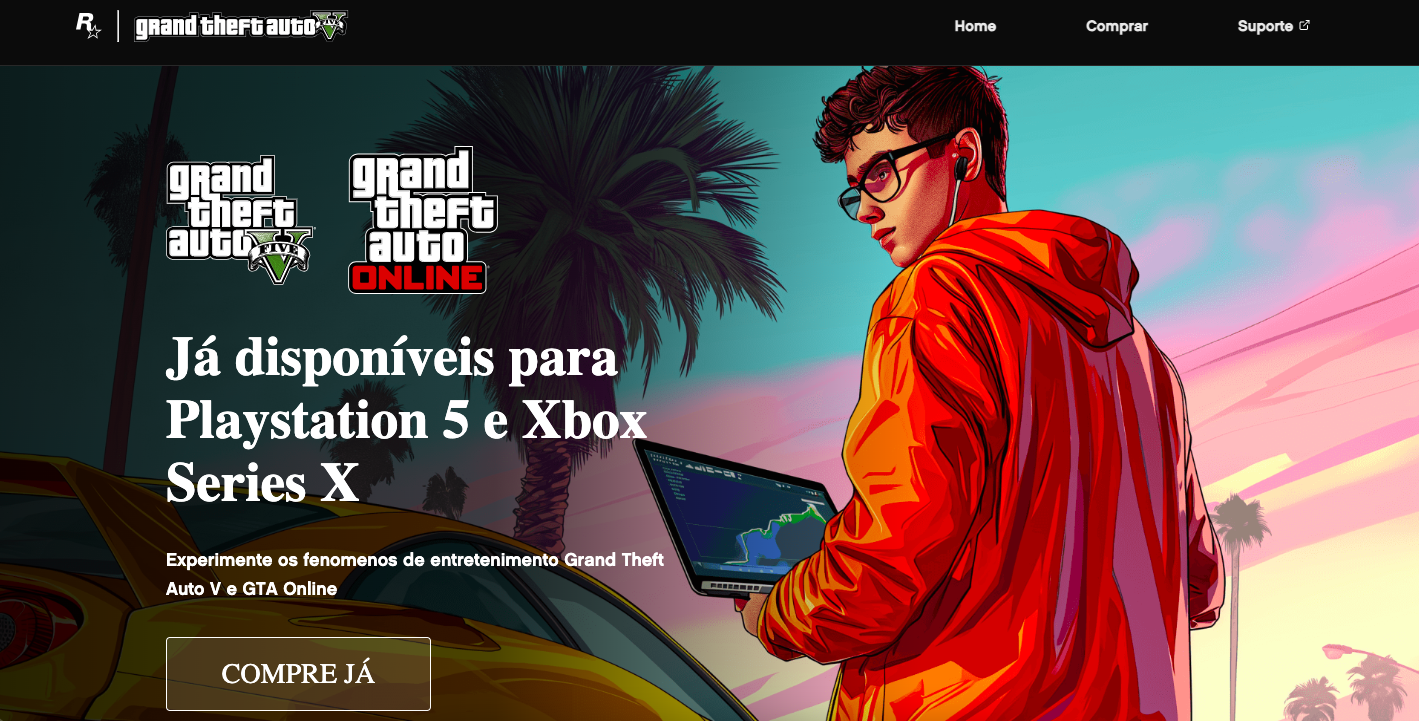 R
grand theft auto V
FIVE
Home
Comprar
Suporte
grand
theft
auto V
FIVE
grand
theft
auto
ONLINE
Já disponíveis para
Playstation 5 e Xbox
Series X
Experimente os fenomenos de entretenimento Grand Theft
Auto V e GTA Online
COMPRE JÁ